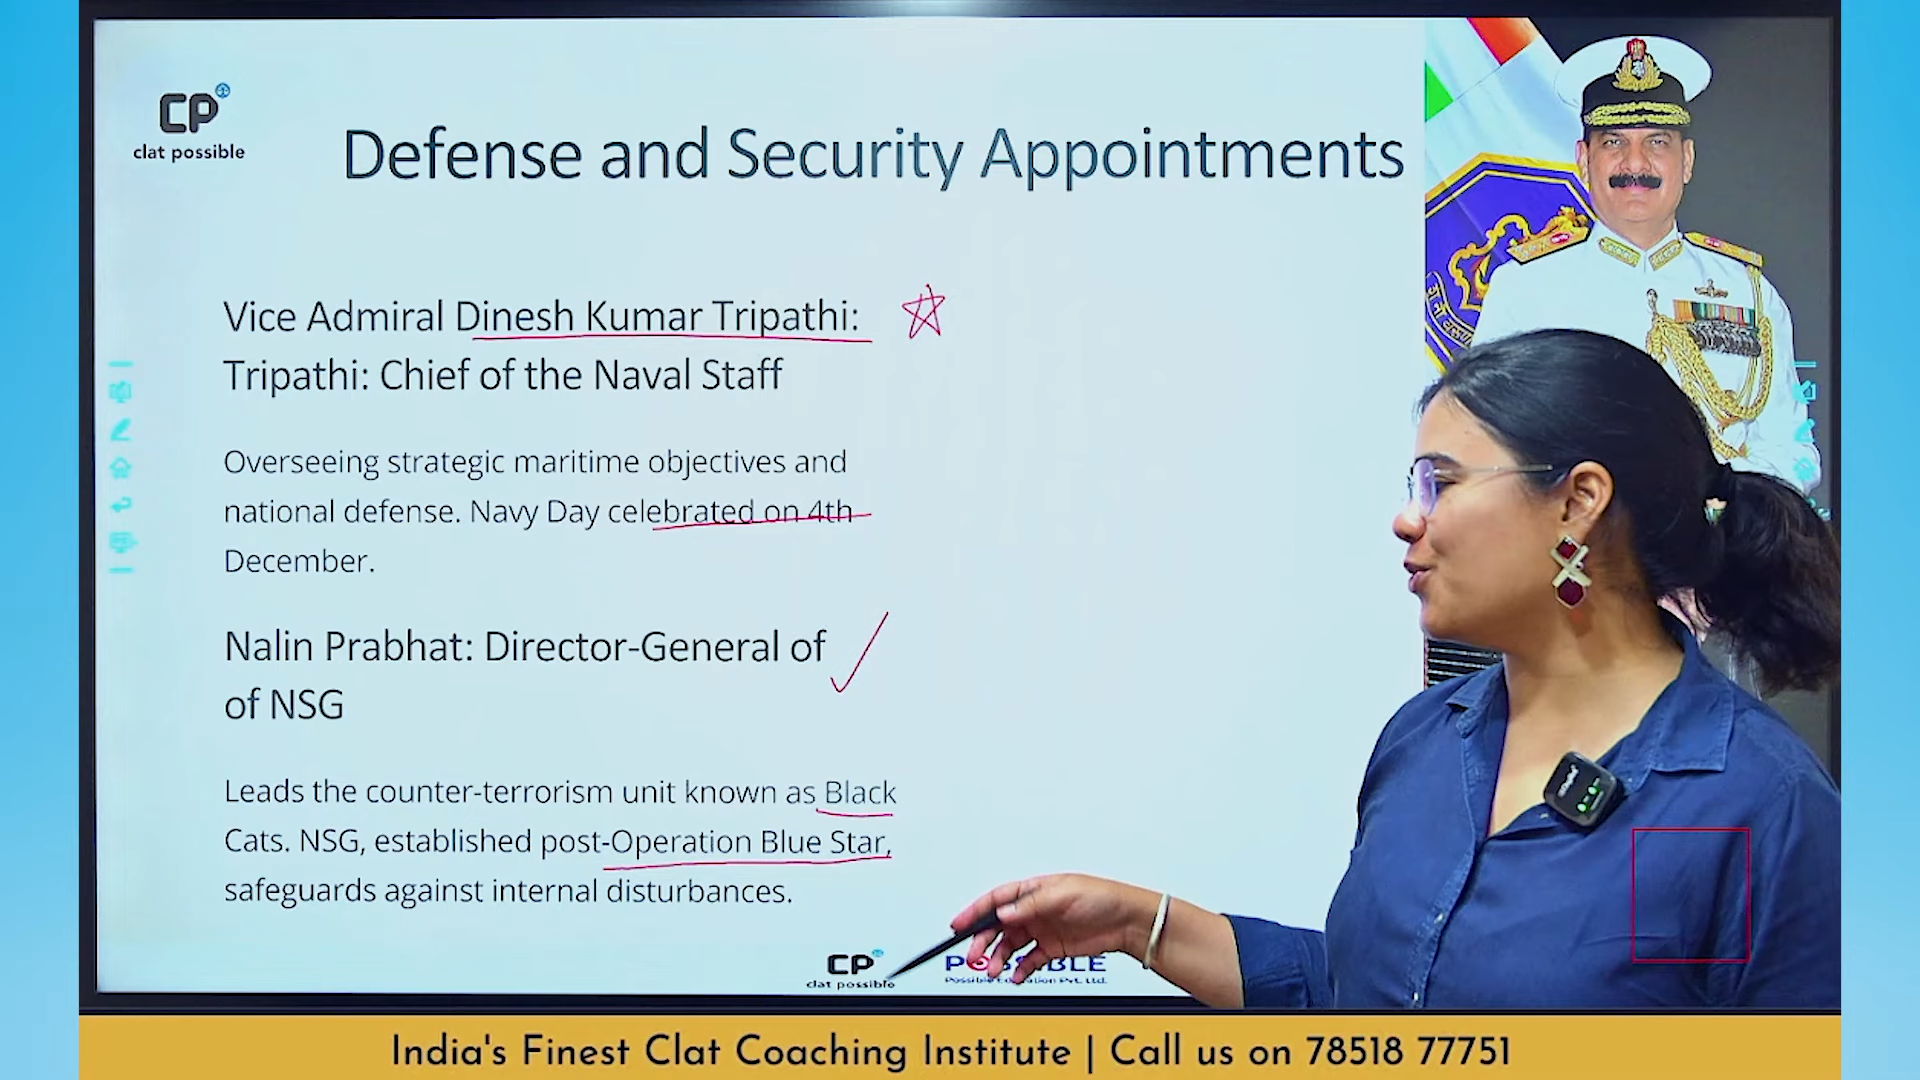 CP
clat possible
Defense and Security Appointments
Vice Admiral Dinesh Kumar Tripathi:
Tripathi: Chief of the Naval Staff
Overseeing strategic maritime objectives and
national defense. Navy Day celebrated on 4th
December.
Nalin Prabhat: Director-General of
of NSG
Leads the counter-terrorism unit known as Black
Cats. NSG, established post-Operation Blue Star,
safeguards against internal disturbances.
CP
clat possible
India's Finest Clat Coaching Institute | Call us on 78518 77751